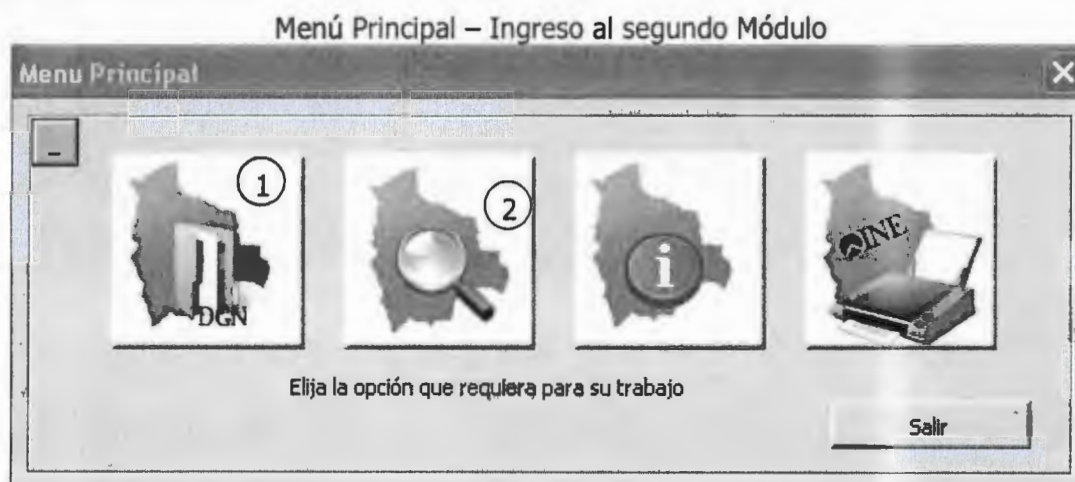 Menú Principal – Ingreso al segundo Módulo
Menu Principal
1
2
DGN
i
INE
Elija la opción que requiera para su trabajo
Salir